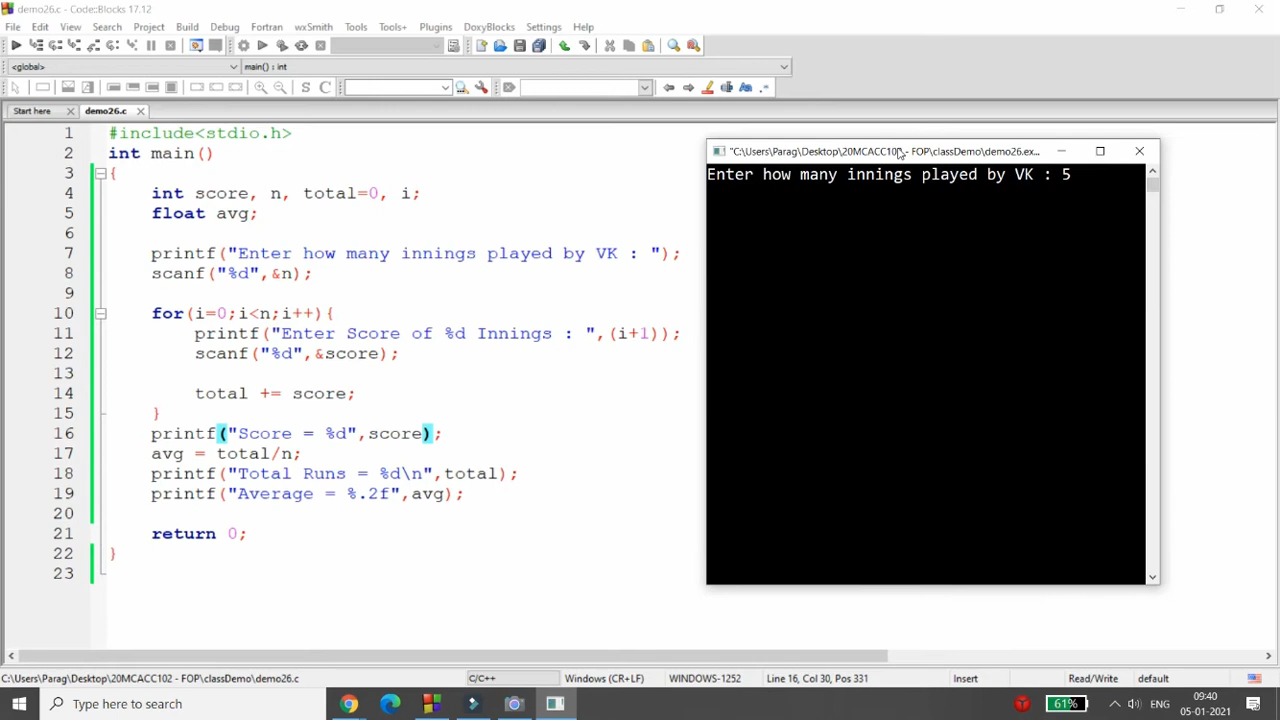 demo26.c - Code::Blocks 17.12
File Edit View Search Project Build Debug Fortran wxSmith Tools Tools+ Plugins DoxyBlocks Settings Help
<global> main() : int
S C
Start here demo26.c
1 #include<stdio.h>
2 int main()
3 {
4 int score, n, total=0, i;
5 float avg;
6
7 printf("Enter how many innings played by VK : ");
8 scanf("%d",&n);
9
10 for(i=0;i<n;i++){
11 printf("Enter Score of %d Innings : ",(i+1));
12 scanf("%d",&score);
13
14 total += score;
15 }
16 printf("Score = %d",score);
17 avg = total/n;
18 printf("Total Runs = %d\n",total);
19 printf("Average = %.2f",avg);
20
21 return 0;
22 }
23
"C:\Users\Parag\Desktop\20MCACC102 - FOP\classDemo\demo26.ex...
Enter how many innings played by VK : 5
C:\Users\Parag\Desktop\20MCACC102 - FOP\classDemo\demo26.c C/C++ Windows (CR+LF) WINDOWS-1252 Line 16, Col 30, Pos 331 Insert Read/Write default
Type here to search 61% ENG 09:40
05-01-2021